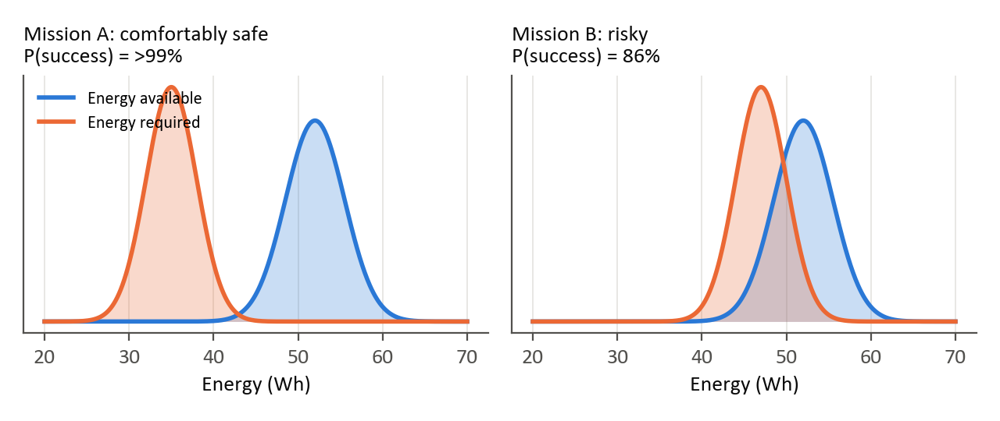 Mission A: comfortably safe
P(success) = >99%
Energy available
Energy required
20 30 40 50 60 70
Energy (Wh)
Mission B: risky
P(success) = 86%
20 30 40 50 60 70
Energy (Wh)